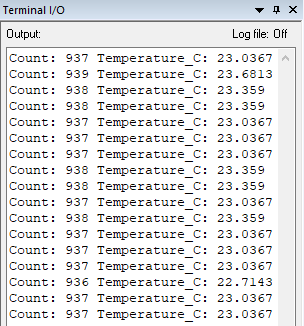 Terminal I/O
Output: Log file: Off
Count: 937 Temperature_C: 23.0367
Count: 939 Temperature_C: 23.6813
Count: 938 Temperature_C: 23.359
Count: 938 Temperature_C: 23.359
Count: 937 Temperature_C: 23.0367
Count: 937 Temperature_C: 23.0367
Count: 937 Temperature_C: 23.0367
Count: 938 Temperature_C: 23.359
Count: 938 Temperature_C: 23.359
Count: 937 Temperature_C: 23.0367
Count: 938 Temperature_C: 23.359
Count: 937 Temperature_C: 23.0367
Count: 937 Temperature_C: 23.0367
Count: 937 Temperature_C: 23.0367
Count: 936 Temperature_C: 22.7143
Count: 937 Temperature_C: 23.0367
Count: 937 Temperature_C: 23.0367